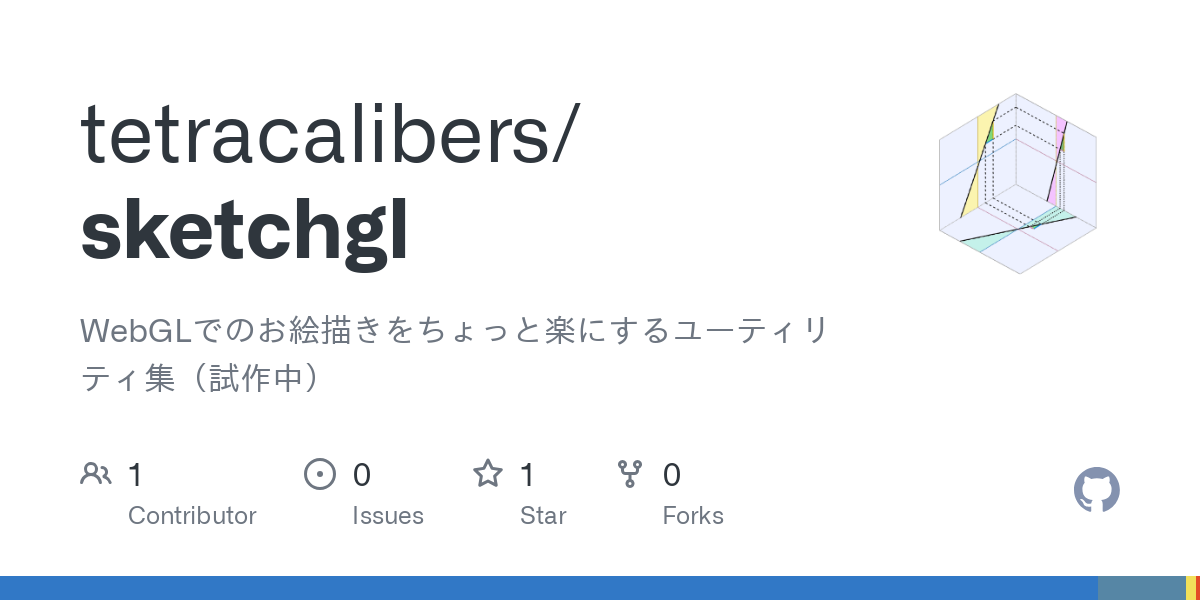 tetracalibers/
sketchgl
WebGLでのお絵描きをちょっと楽にするユーティリ
ティ集（試作中）
1
Contributor
0
Issues
1
Star
0
Forks